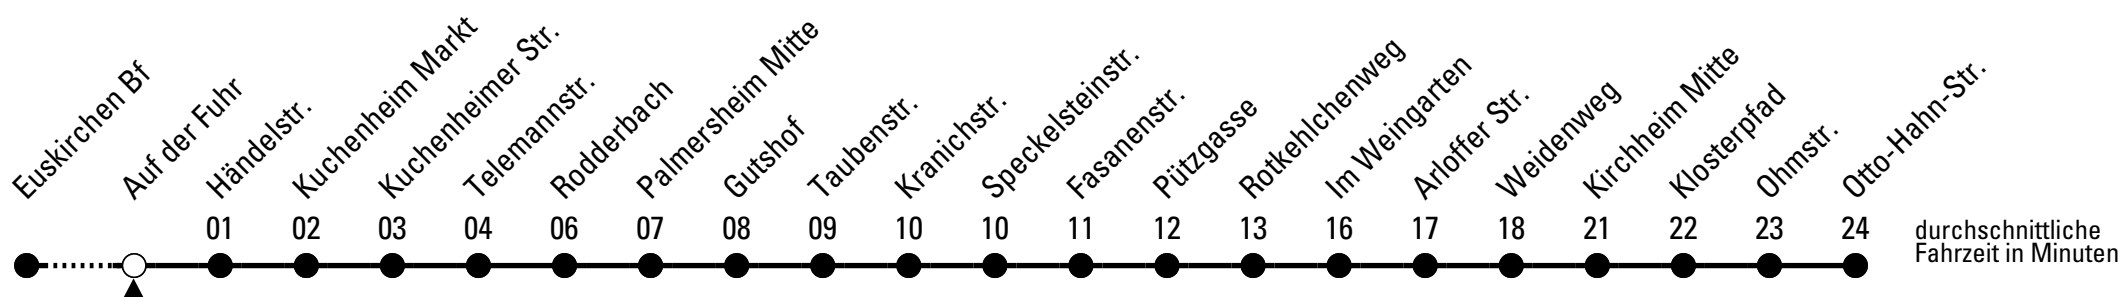 Euskirchen Bf
Auf der Fuhr
Händelstr.
Kuchenheim Markt
Kuchenheimer Str.
Telemannstr.
Rodderbach
Palmersheim Mitte
Gutshof
Taubenstr.
Kranichstr.
Speckelsteinstr.
Fasanenstr.
Pützgasse
Rotkehlchenweg
Im Weingarten
Arloffer Str.
Weidenweg
Kirchheim Mitte
Klosterpfad
Ohmstr.
Otto-Hahn-Str.
01 02 03 04 06 07 08 09 10 10 11 12 13 16 17 18 21 22 23 24
durchschnittliche
Fahrzeit in Minuten